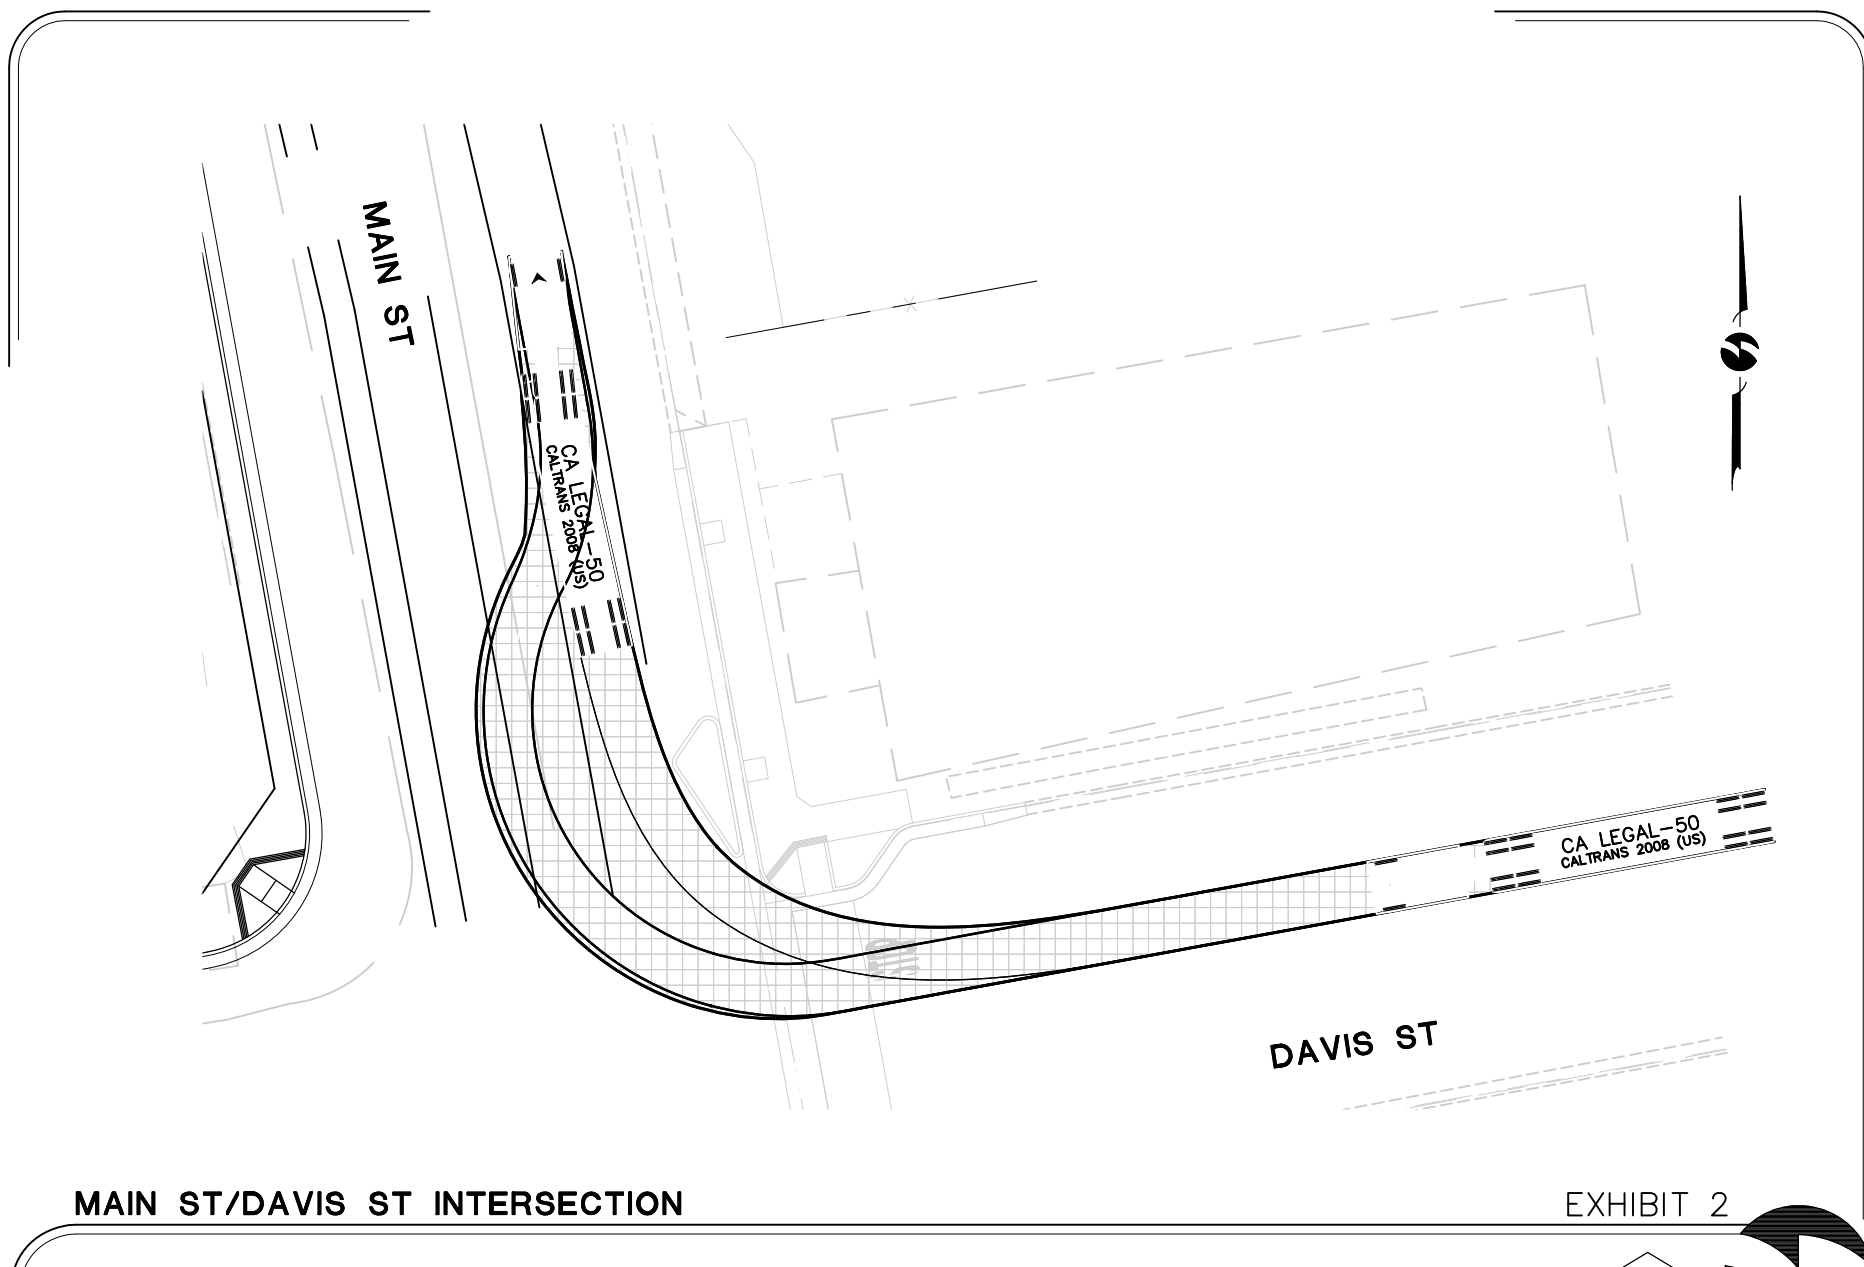 MAIN ST
CA LEGAL-50
CALTRANS 2008 (US)
CA LEGAL-50
CALTRANS 2008 (US)
DAVIS ST
MAIN ST/DAVIS ST INTERSECTION
EXHIBIT 2